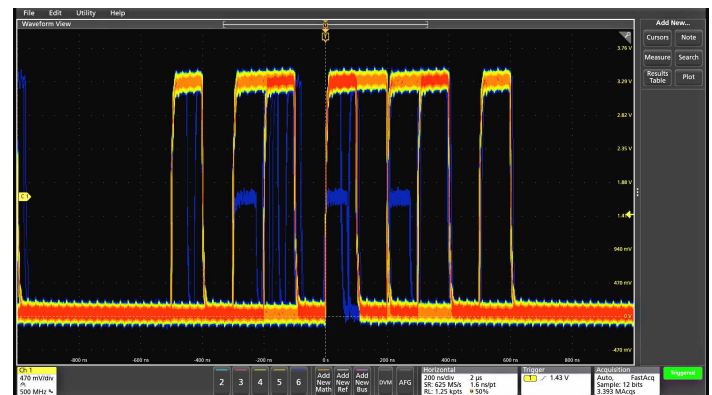 File Edit Utility Help
Waveform View
Add New...
Cursors Note
Measure Search
Results Table Plot
3.76 V
3.29 V
2.82 V
2.35 V
1.88 V
1.41
940 mV
470 mV
0 V
-470 mV
C1
-800 ns -600 ns -400 ns -200 ns 0 s 200 ns 400 ns 600 ns 800 ns
Ch 1
470 mV/div
500 MHz
2 3 4 5 6
Add New Math
Add New Ref
Add New Bus
DVM AFG
Horizontal
200 ns/div 2 µs
SR: 625 MS/s 1.6 ns/pt
RL: 1.25 kpts 50%
Trigger
1 1.43 V
Acquisition
Auto, FastAcq
Sample: 12 bits
3.393 MAcqs
Triggered